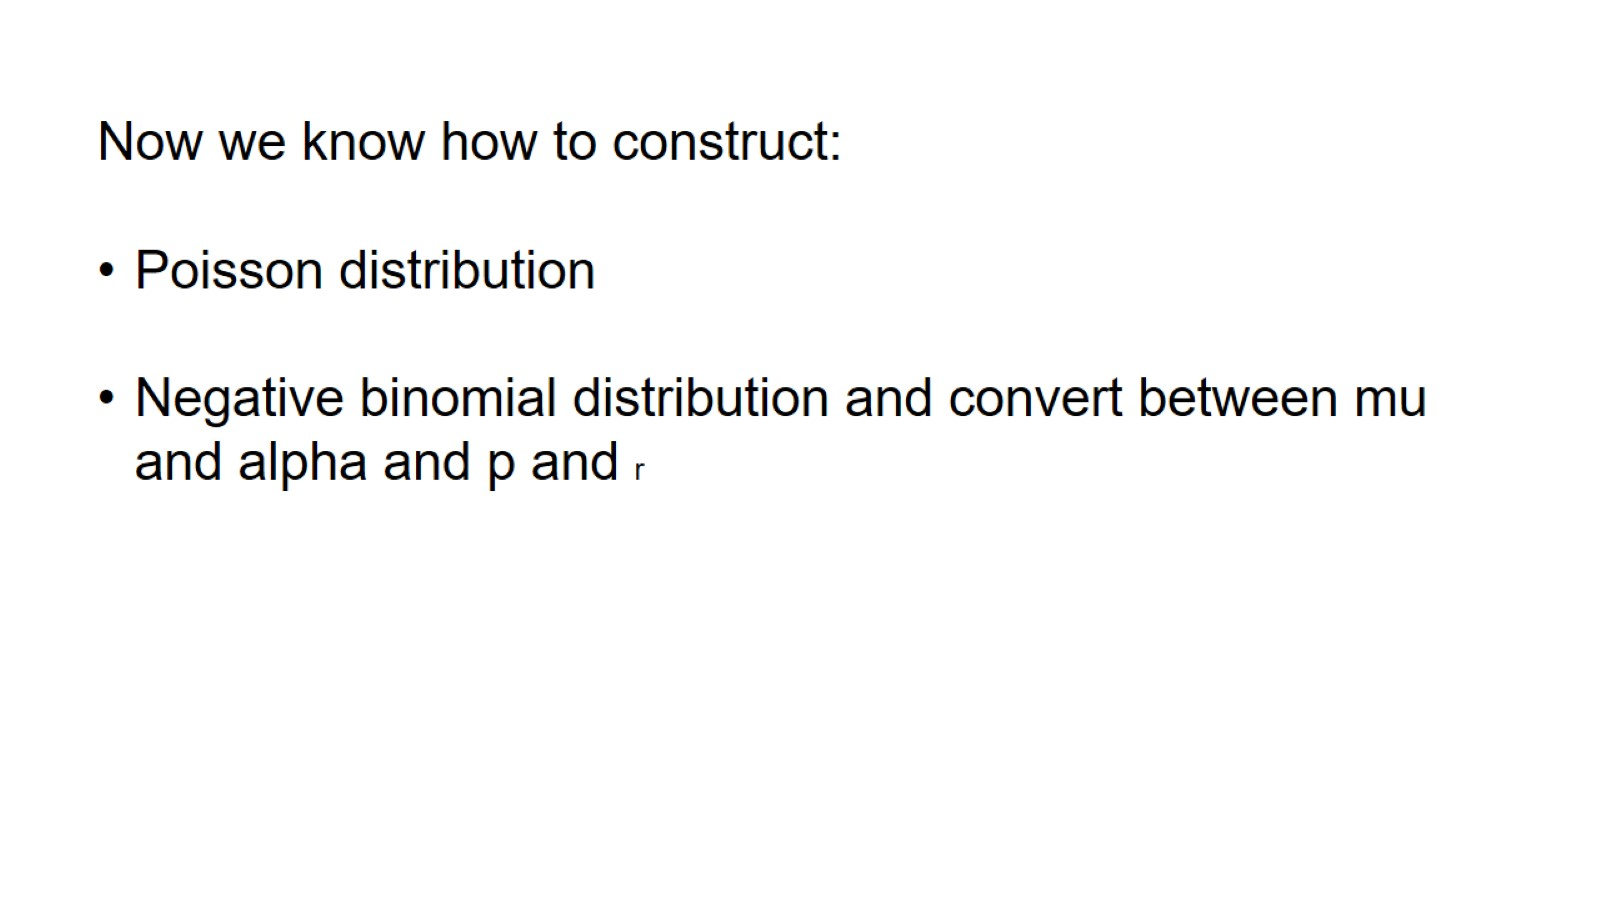 Now we know how to construct:
• Poisson distribution
• Negative binomial distribution and convert between mu
and alpha and p and r